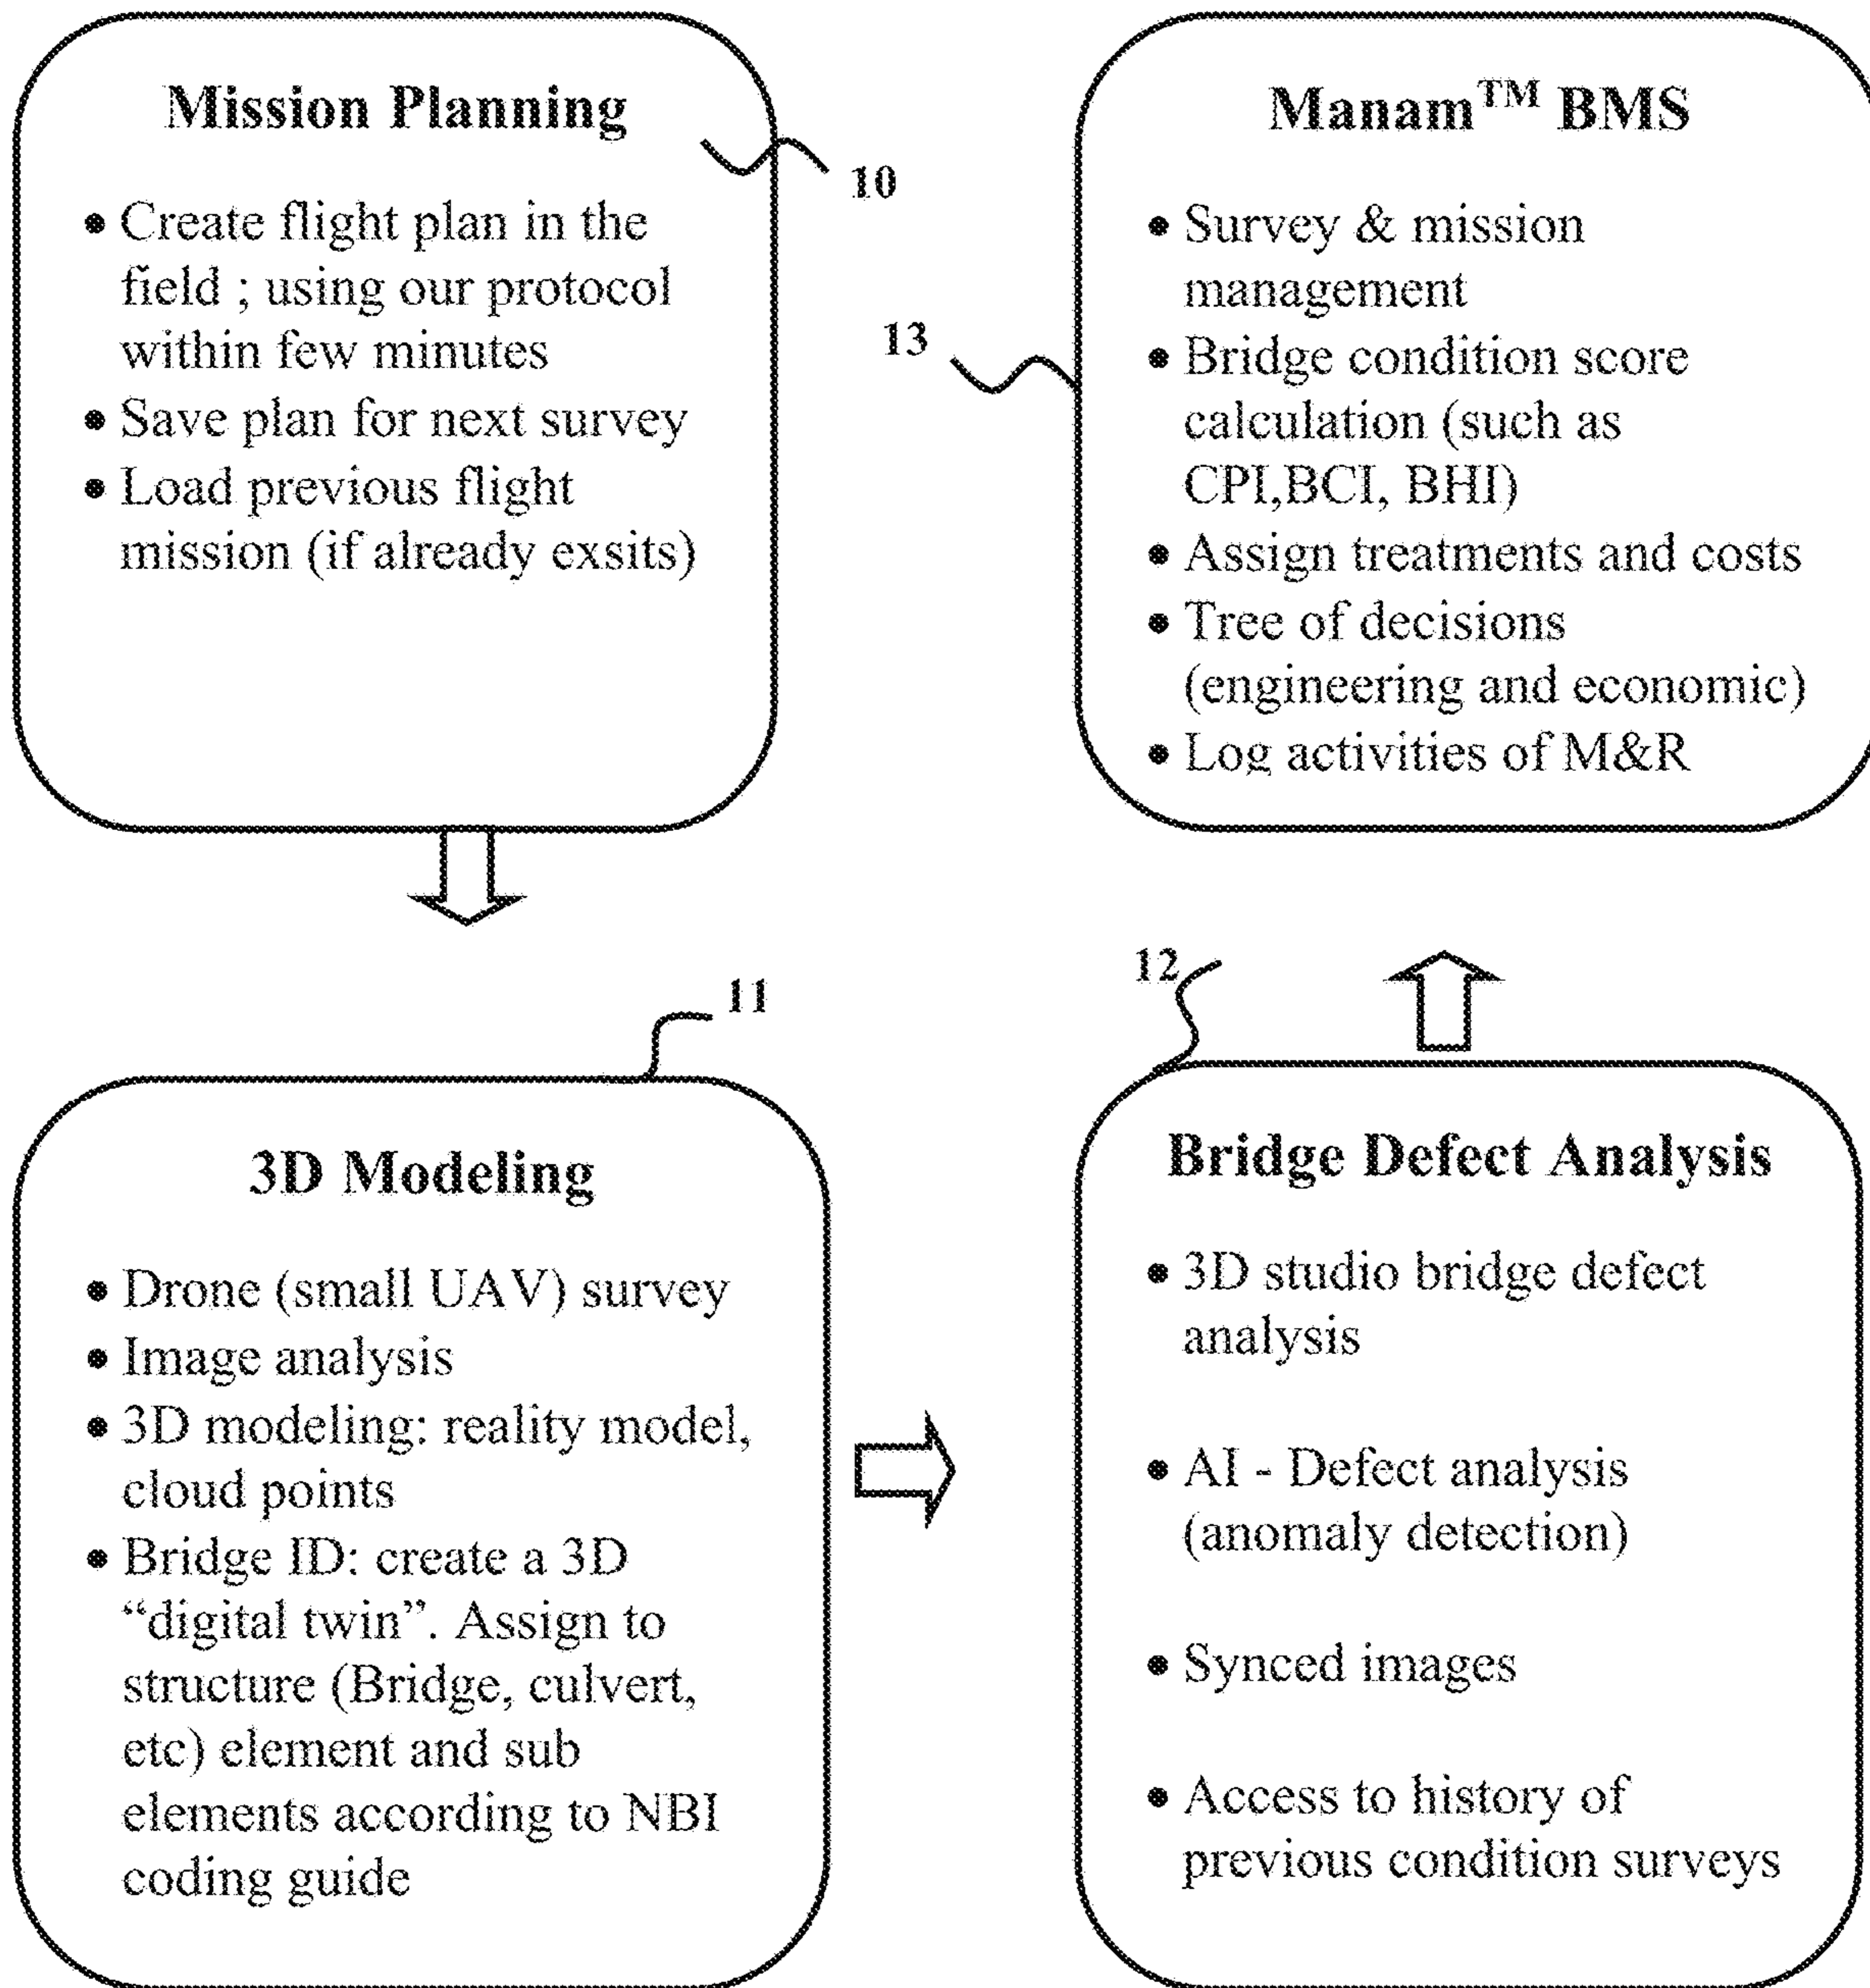 Mission Planning
10
• Create flight plan in the
field ; using our protocol
within few minutes
• Save plan for next survey
• Load previous flight
mission (if already exsits)
Manam™ BMS
13
• Survey & mission
management
• Bridge condition score
calculation (such as
CPI,BCI, BHI)
• Assign treatments and costs
• Tree of decisions
(engineering and economic)
• Log activities of M&R
11
3D Modeling
• Drone (small UAV) survey
• Image analysis
• 3D modeling: reality model,
cloud points
• Bridge ID: create a 3D
“digital twin”. Assign to
structure (Bridge, culvert,
etc) element and sub
elements according to NBI
coding guide
12
Bridge Defect Analysis
• 3D studio bridge defect
analysis
• AI - Defect analysis
(anomaly detection)
• Synced images
• Access to history of
previous condition surveys